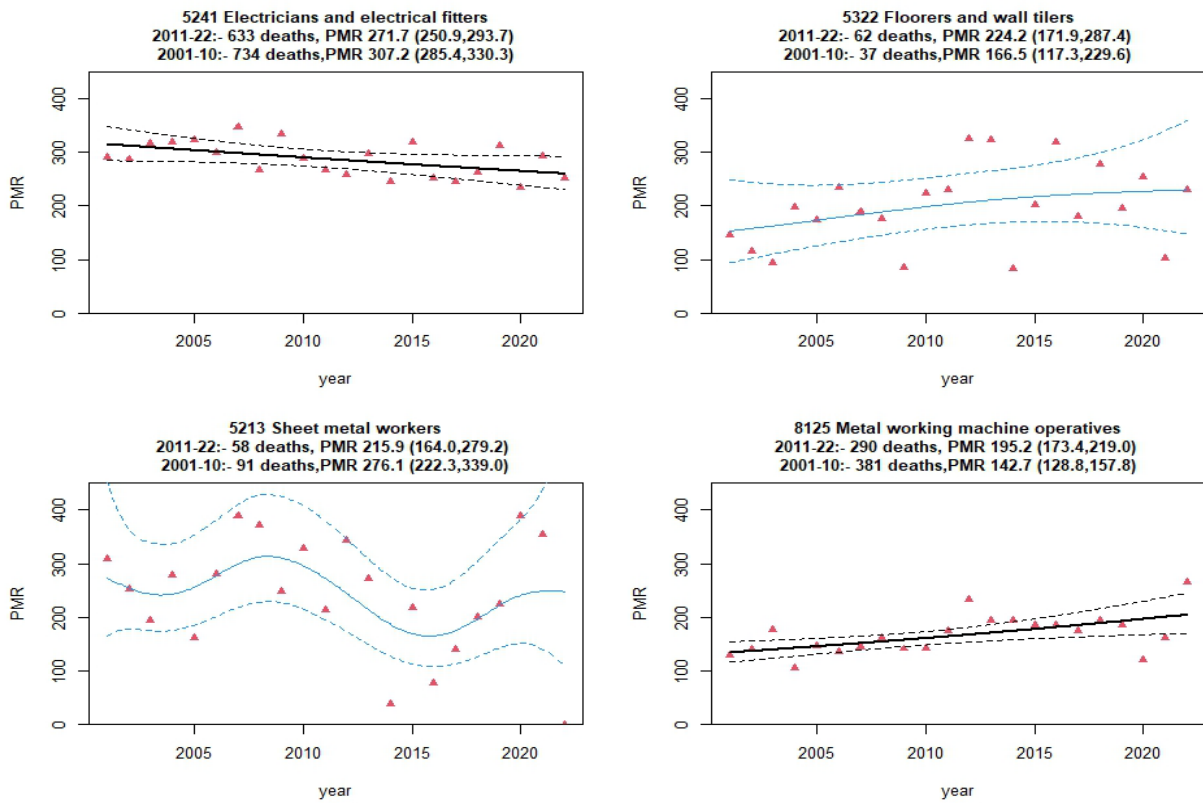 5241 Electricians and electrical fitters
2011-22:- 633 deaths, PMR 271.7 (250.9,293.7)
2001-10:- 734 deaths,PMR 307.2 (285.4,330.3)
400
300
200
100
0
PMR
2005 2010 2015 2020
year
5322 Floorers and wall tilers
2011-22:- 62 deaths, PMR 224.2 (171.9,287.4)
2001-10:- 37 deaths,PMR 166.5 (117.3,229.6)
400
300
200
100
0
PMR
2005 2010 2015 2020
year
5213 Sheet metal workers
2011-22:- 58 deaths, PMR 215.9 (164.0,279.2)
2001-10:- 91 deaths,PMR 276.1 (222.3,339.0)
400
300
200
100
0
PMR
2005 2010 2015 2020
year
8125 Metal working machine operatives
2011-22:- 290 deaths, PMR 195.2 (173.4,219.0)
2001-10:- 381 deaths,PMR 142.7 (128.8,157.8)
400
300
200
100
0
PMR
2005 2010 2015 2020
year